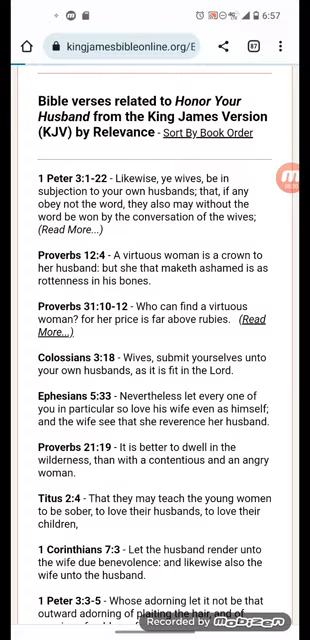 6:57
kingjamesbibleonline.org/E
87
Bible verses related to Honor Your
Husband from the King James Version
(KJV) by Relevance - Sort By Book Order
1 Peter 3:1-22 - Likewise, ye wives, be in
subjection to your own husbands; that, if any
obey not the word, they also may without the
word be won by the conversation of the wives;
(Read More...)
Proverbs 12:4 - A virtuous woman is a crown to
her husband: but she that maketh ashamed is as
rottenness in his bones.
Proverbs 31:10-12 - Who can find a virtuous
woman? for her price is far above rubies. (Read
More...)
Colossians 3:18 - Wives, submit yourselves unto
your own husbands, as it is fit in the Lord.
Ephesians 5:33 - Nevertheless let every one of
you in particular so love his wife even as himself;
and the wife see that she reverence her husband.
Proverbs 21:19 - It is better to dwell in the
wilderness, than with a contentious and an angry
woman.
Titus 2:4 - That they may teach the young women
to be sober, to love their husbands, to love their
children,
1 Corinthians 7:3 - Let the husband render unto
the wife due benevolence: and likewise also the
wife unto the husband.
1 Peter 3:3-5 - Whose adorning let it not be that
outward adorning of plaiting the hair, and of
Recorded by MOBIZEN